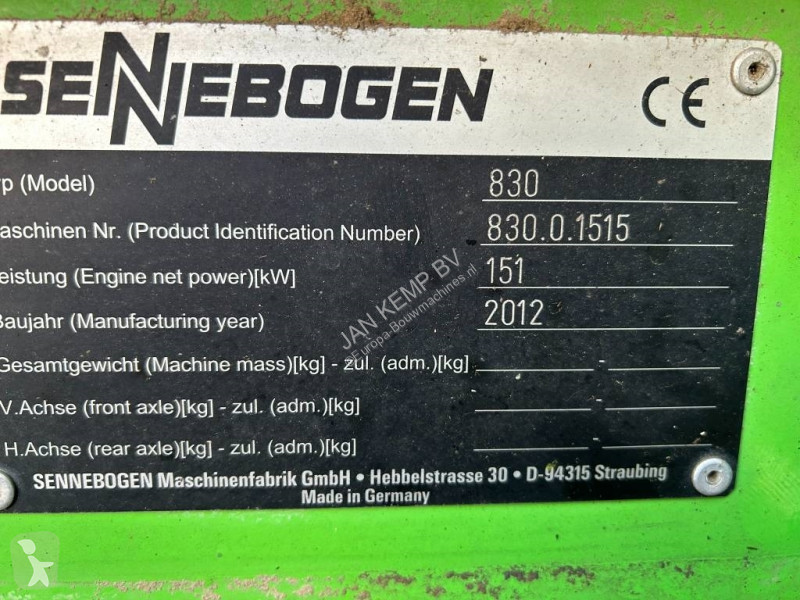 SENNEBOGEN
CE
rp (Model) 830
aschinen Nr. (Product Identification Number) 830.0.1515
eistung (Engine net power)[kW] 151
Baujahr (Manufacturing year) 2012
Gesamtgewicht (Machine mass)[kg] - zul. (adm.)[kg] -
V.Achse (front axle)[kg] - zul. (adm.)[kg] -
H.Achse (rear axle)[kg] - zul. (adm.)[kg] -
SENNEBOGEN Maschinenfabrik GmbH • Hebbelstrasse 30 • D-94315 Straubing
Made in Germany
JAN KEMP BV
©Europa-Bouwmachines.nl